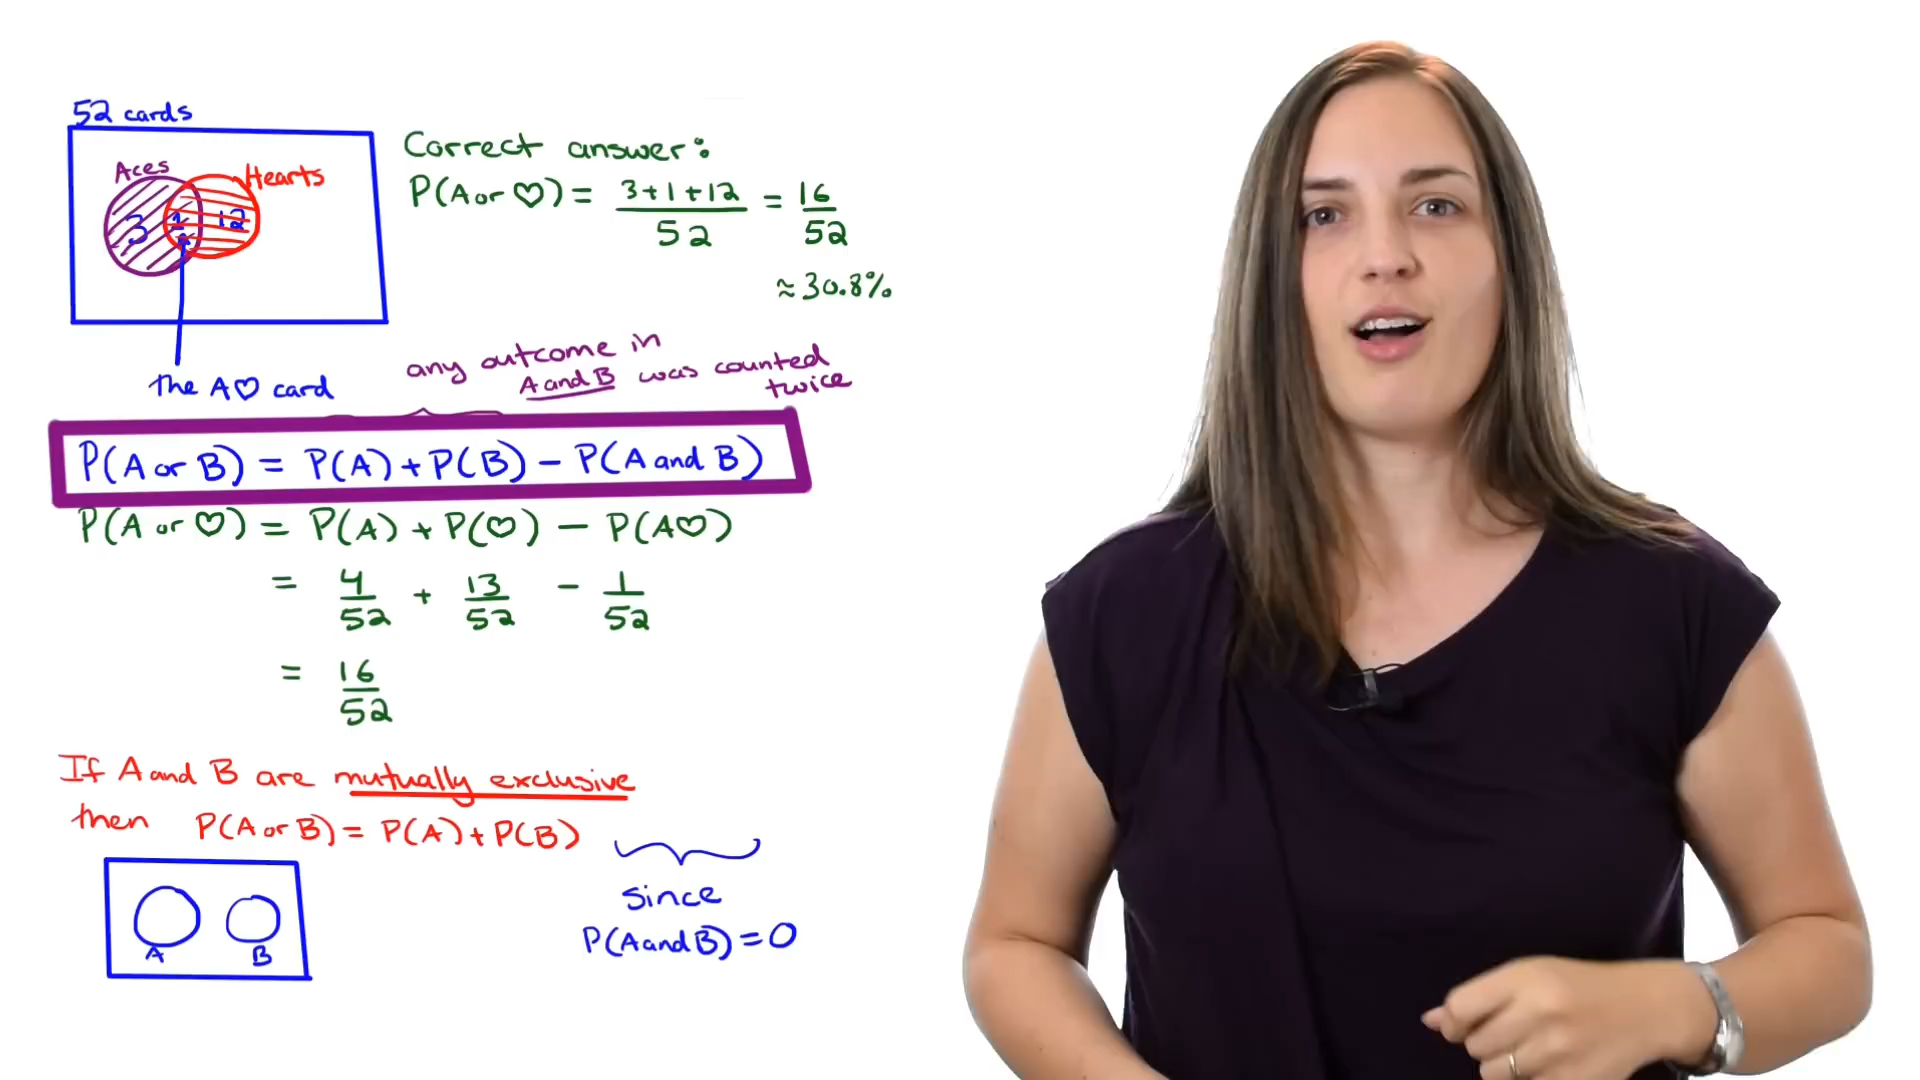 52 cards
Aces
Hearts
3 1 12
the A♡ card
Correct answer:
P(A or ♡) = 3+1+12 / 52 = 16/52
≈30.8%
any outcome in
A and B was counted
twice
P(A or B) = P(A) + P(B) − P(A and B)
P(A or ♡) = P(A) + P(♡) − P(A♡)
= 4/52 + 13/52 − 1/52
= 16/52
If A and B are mutually exclusive
then P(A or B) = P(A) + P(B)
A B
since
P(A and B) = 0